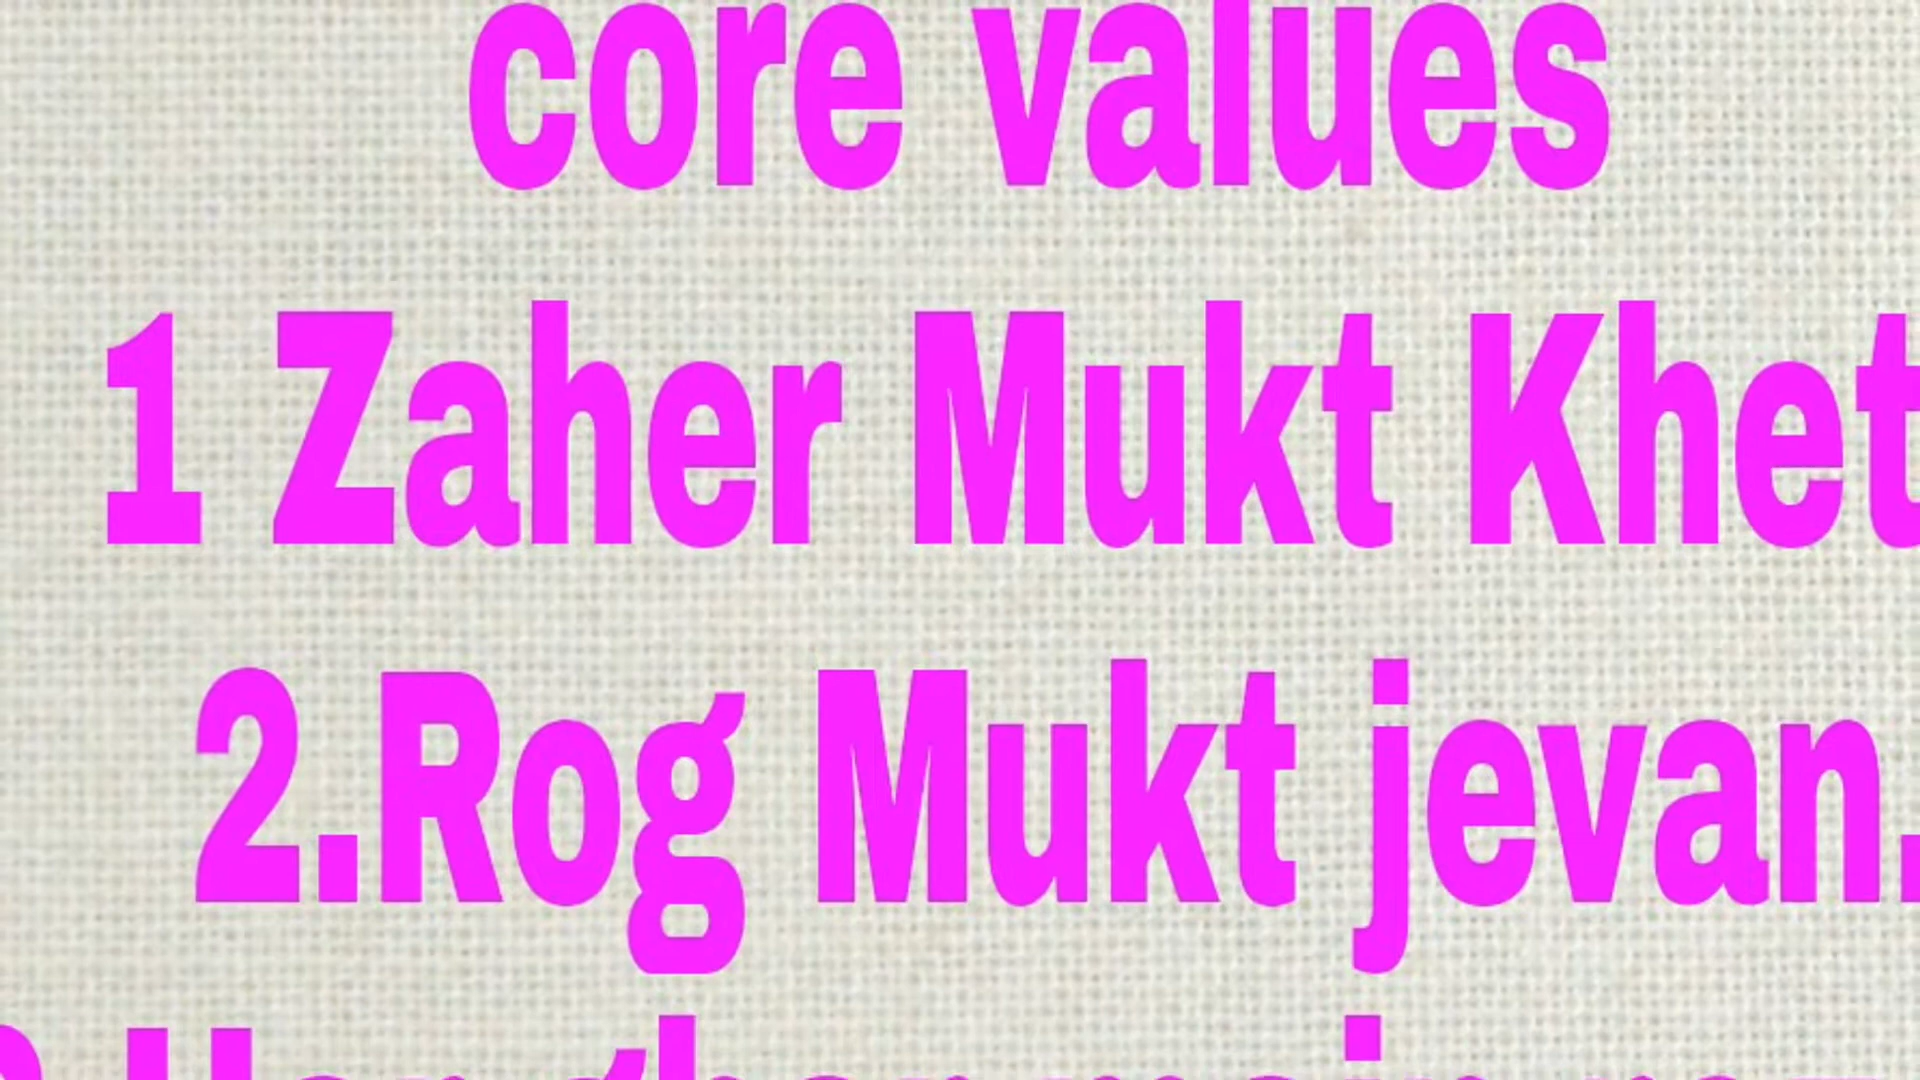 core values
1 Zaher Mukt Khet
2.Rog Mukt jevan.